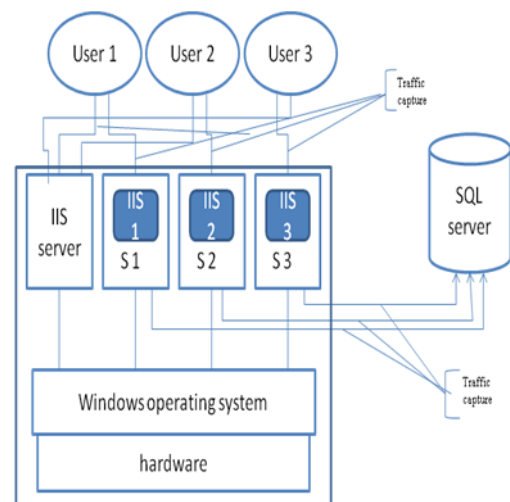 User 1
User 2
User 3
Traffic
capture
IIS
server
IIS
1
S 1
IIS
2
S 2
IIS
3
S 3
SQL
server
Traffic
capture
Windows operating system
hardware